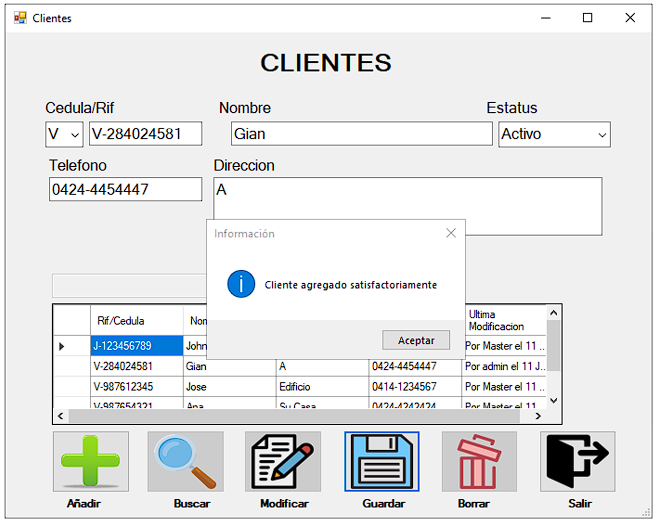 Clientes
CLIENTES
Cedula/Rif Nombre Estatus
V V-284024581 Gian Activo
Telefono Direccion
0424-4454447 A
Información
Cliente agregado satisfactoriamente
Aceptar
Rif/Cedula Nom Ultima
Modificacion
J-123456789 John Por Master el 11 ...
V-284024581 Gian A 0424-4454447 Por admin el 11 J...
V-987612345 Jose Edificio 0414-1234567 Por Master el 11 ...
V-987654321 Ana Su Casa 0424-4242424 Por Master el 11
Añadir Buscar Modificar Guardar Borrar Salir